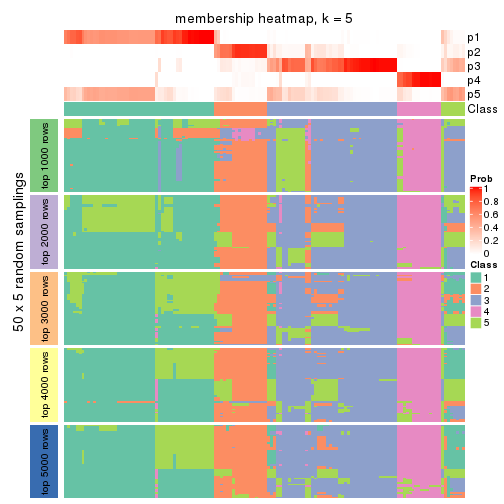 membership heatmap, k = 5
p1
p2
p3
p4
p5
Class
50 x 5 random samplings
top 1000 rows
top 2000 rows
top 3000 rows
top 4000 rows
top 5000 rows
Prob
1
0.8
0.6
0.4
0.2
0
Class
1
2
3
4
5